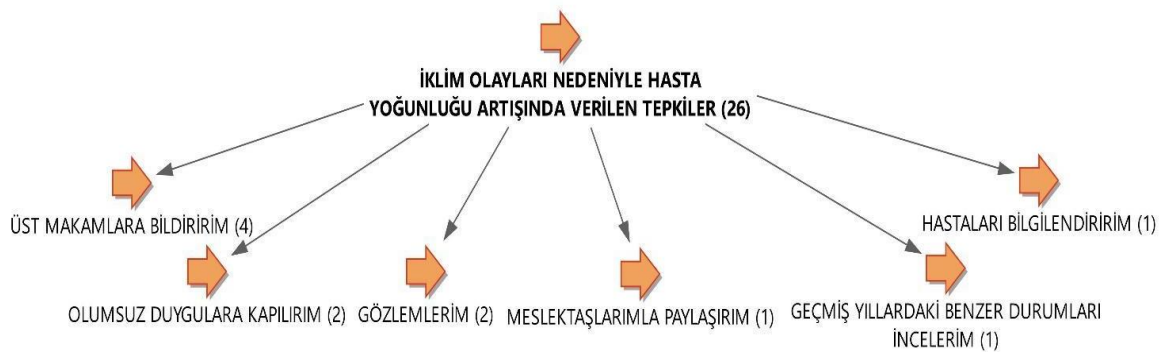 İKLİM OLAYLARI NEDENİYLE HASTA
YOĞUNLUĞU ARTIŞINDA VERİLEN TEPKİLER (26)
ÜST MAKAMLARA BİLDİRİRİM (4)
HASTALARI BİLGİLENDİRİRİM (1)
OLUMSUZ DUYGULARA KAPILIRIM (2)
GÖZLEMLERİM (2)
MESLEKTAŞLARIMLA PAYLAŞIRIM (1)
GEÇMİŞ YILLARDAKİ BENZER DURUMLARI
İNCELERİM (1)